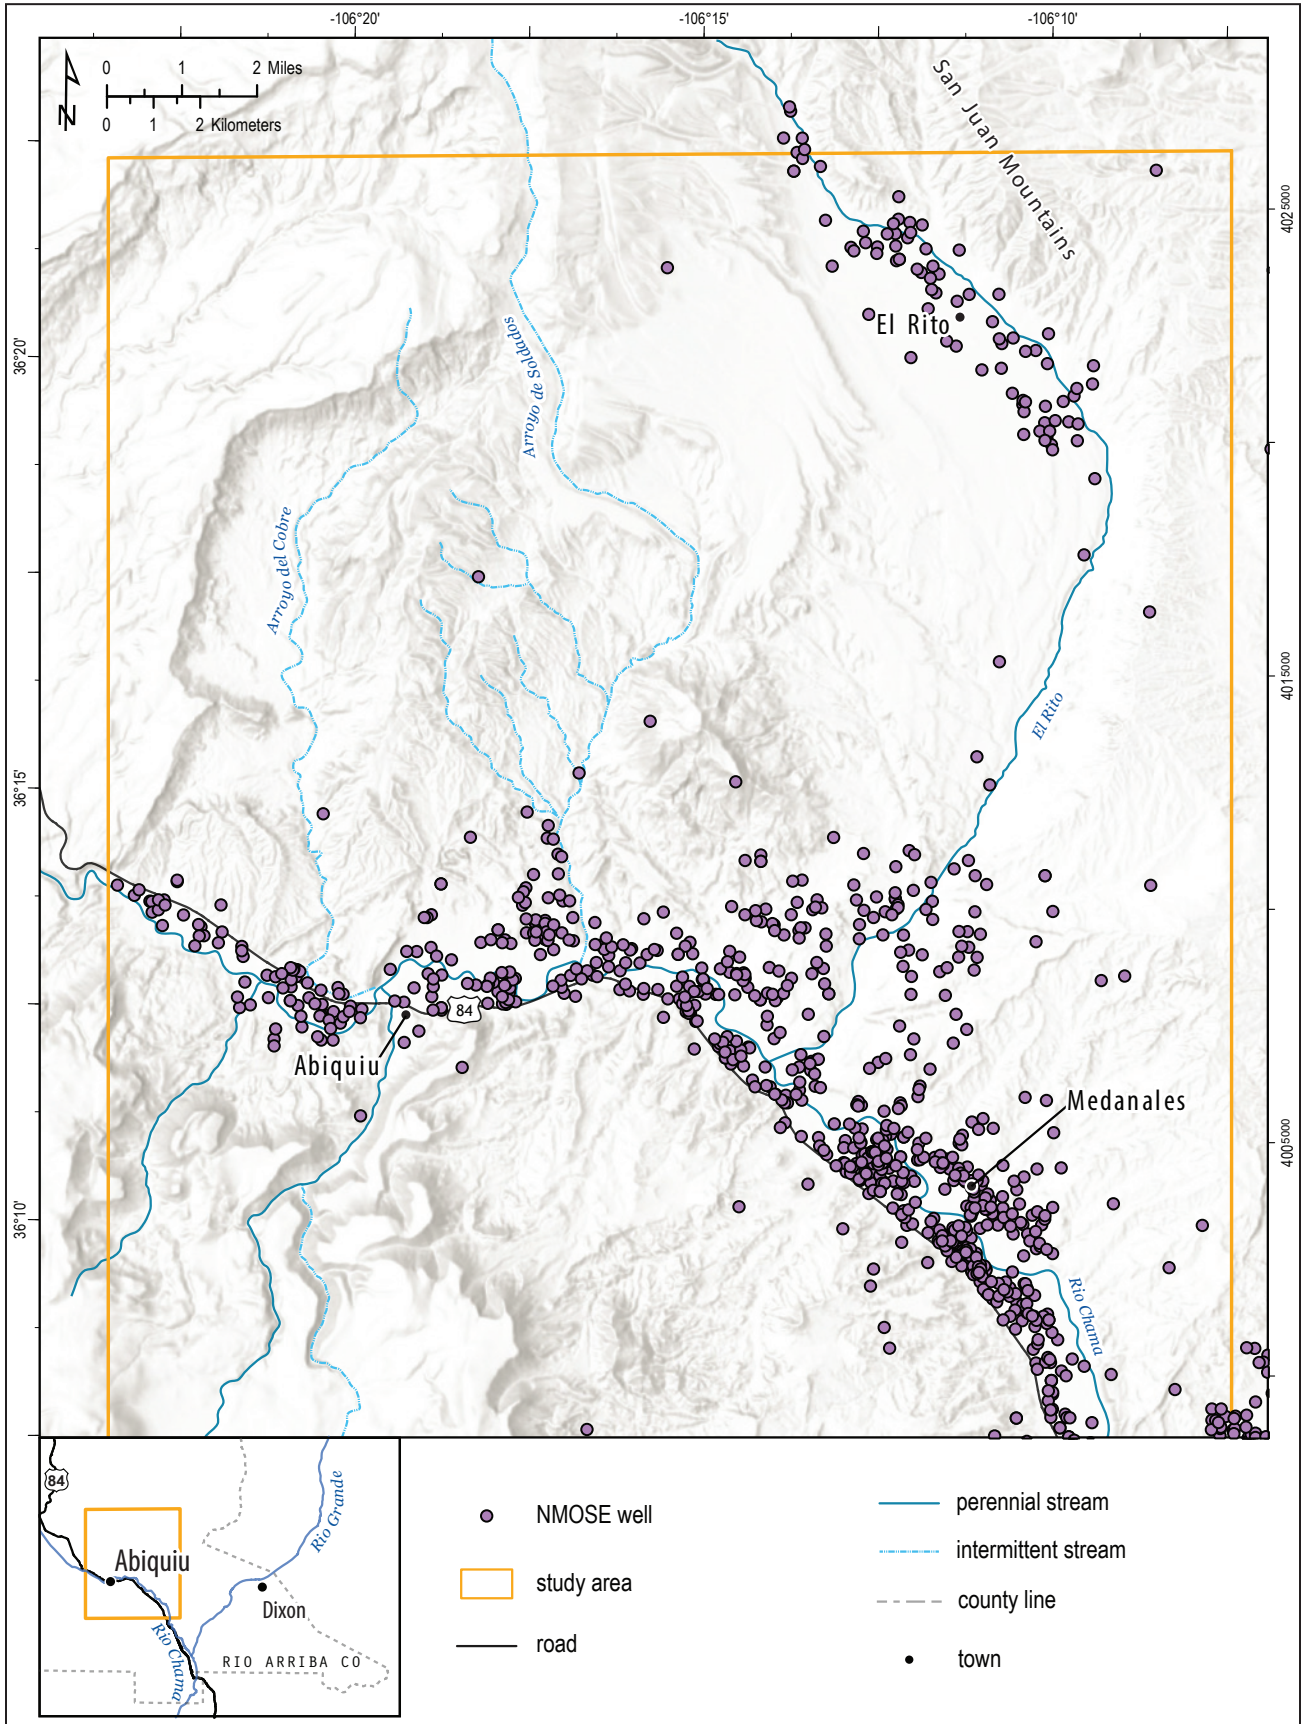 -106°20'
-106°15'
-106°10'
N
0 1 2 Miles
0 1 2 Kilometers
San Juan Mountains
4025000
El Rito
36°20'
Arroyo de Soldados
Arroyo del Cobre
4015000
El Rito
36°15'
84
Abiquiu
Medanales
4005000
36°10'
Rio Chama
84
Rio Grande
Abiquiu
Dixon
Rio Chama
RIO ARRIBA CO
NMOSE well
study area
road
perennial stream
intermittent stream
county line
town